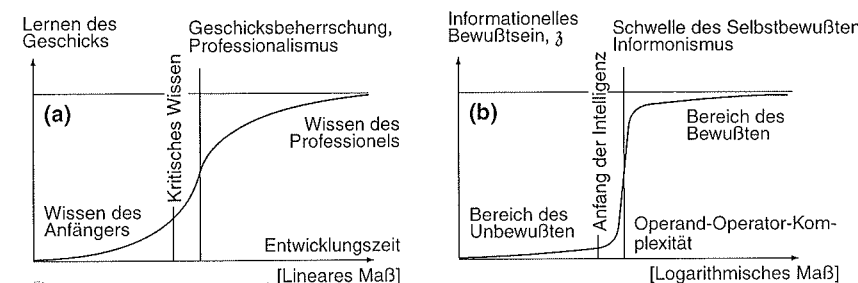 Lernen des
Geschicks
Geschicksbeherrschung,
Professionalismus
(a)
Kritisches Wissen
Wissen des
Professionels
Wissen des
Anfängers
Entwicklungszeit
[Lineares Maß]
Informationelles
Bewußtsein, 𝔷
Schwelle des Selbstbewußten
Informonismus
(b)
Anfang der Intelligenz
Bereich des
Bewußten
Bereich des
Unbewußten
Operand-Operator-Kom-
plexität
[Logarithmisches Maß]